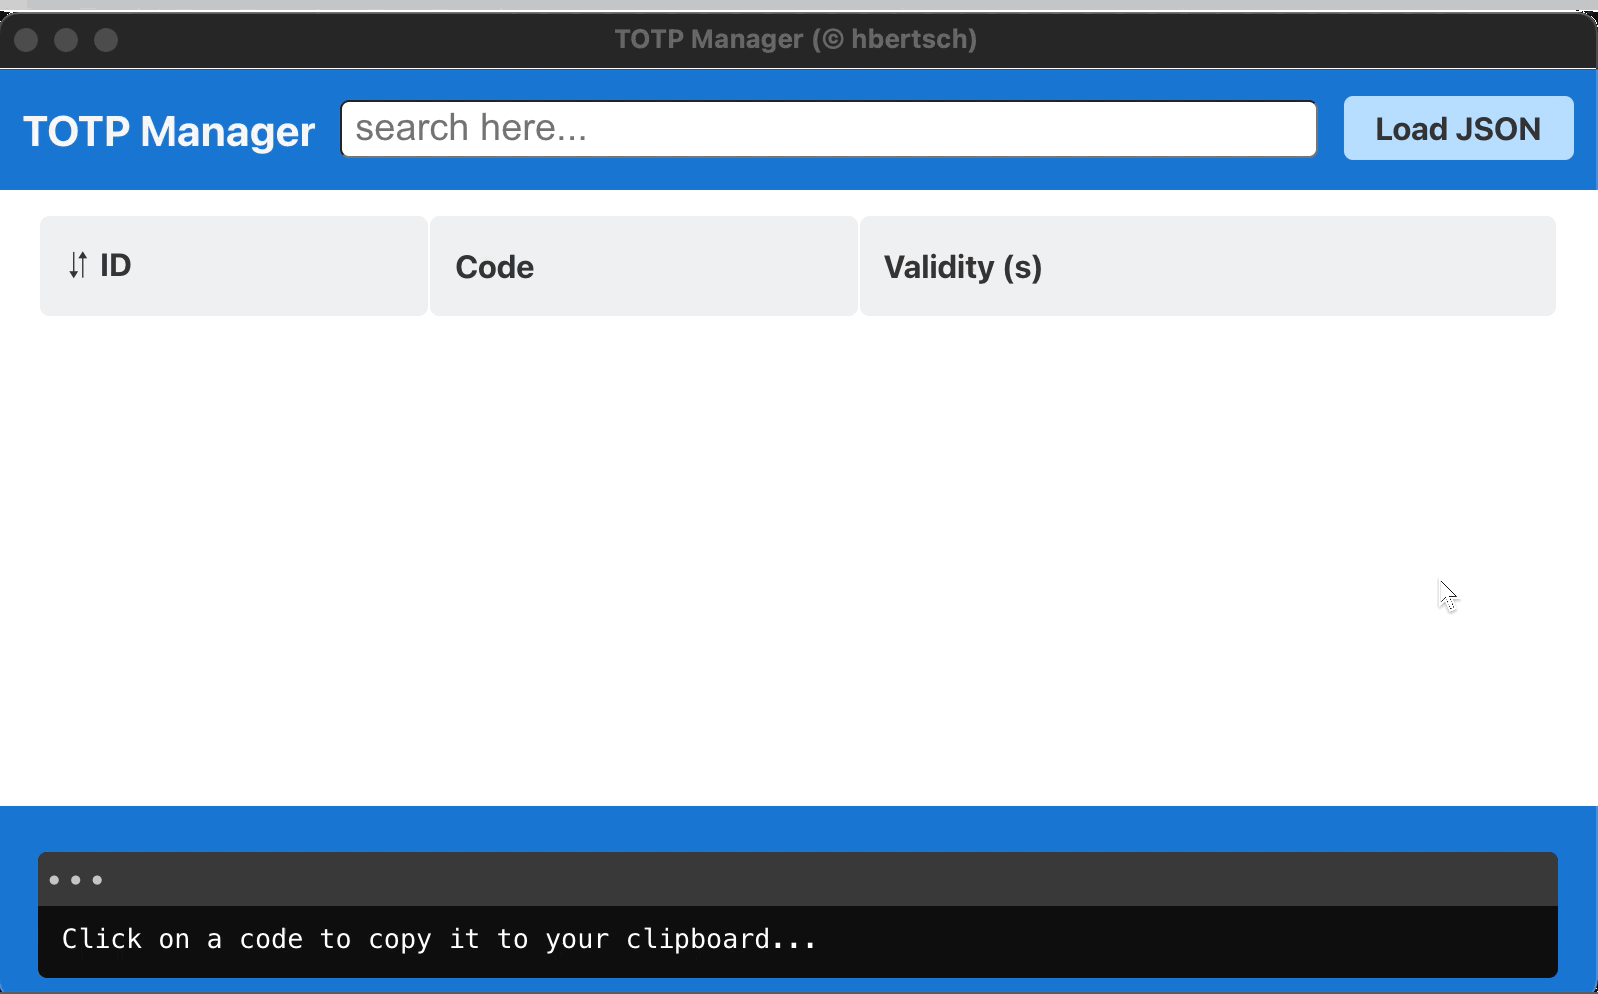 TOTP Manager (© hbertsch)
TOTP Manager
search here...
Load JSON
ID
Code
Validity (s)
Click on a code to copy it to your clipboard...